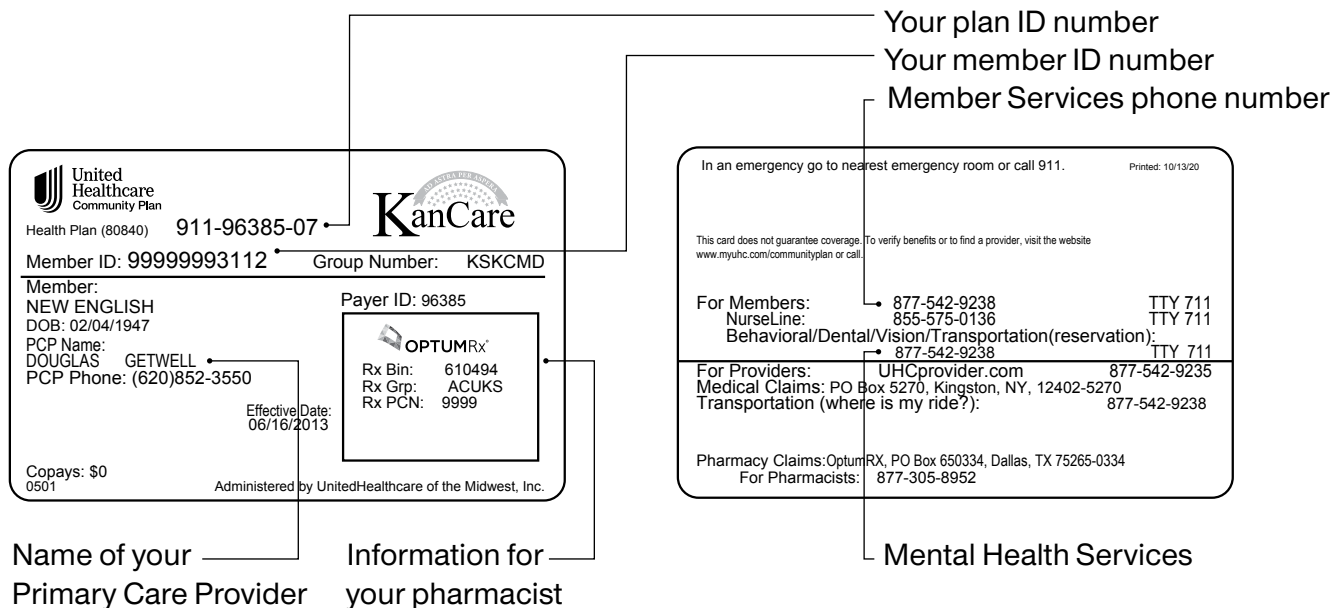 Your plan ID number
Your member ID number
Member Services phone number
United
Healthcare
Community Plan
AD ASTRA PER ASPERA
KanCare
Health Plan (80840) 911-96385-07
Member ID: 99999993112 Group Number: KSKCMD
Member:
NEW ENGLISH
DOB: 02/04/1947
PCP Name:
DOUGLAS GETWELL
PCP Phone: (620)852-3550
Effective Date:
06/16/2013
Payer ID: 96385
OPTUMRx®
Rx Bin: 610494
Rx Grp: ACUKS
Rx PCN: 9999
Copays: $0
0501 Administered by UnitedHealthcare of the Midwest, Inc.
In an emergency go to nearest emergency room or call 911. Printed: 10/13/20
This card does not guarantee coverage. To verify benefits or to find a provider, visit the website
www.myuhc.com/communityplan or call.
For Members: 877-542-9238 TTY 711
NurseLine: 855-575-0136 TTY 711
Behavioral/Dental/Vision/Transportation(reservation):
877-542-9238 TTY 711
For Providers: UHCprovider.com 877-542-9235
Medical Claims: PO Box 5270, Kingston, NY, 12402-5270
Transportation (where is my ride?): 877-542-9238
Pharmacy Claims:OptumRX, PO Box 650334, Dallas, TX 75265-0334
For Pharmacists: 877-305-8952
Name of your
Primary Care Provider
Information for
your pharmacist
Mental Health Services